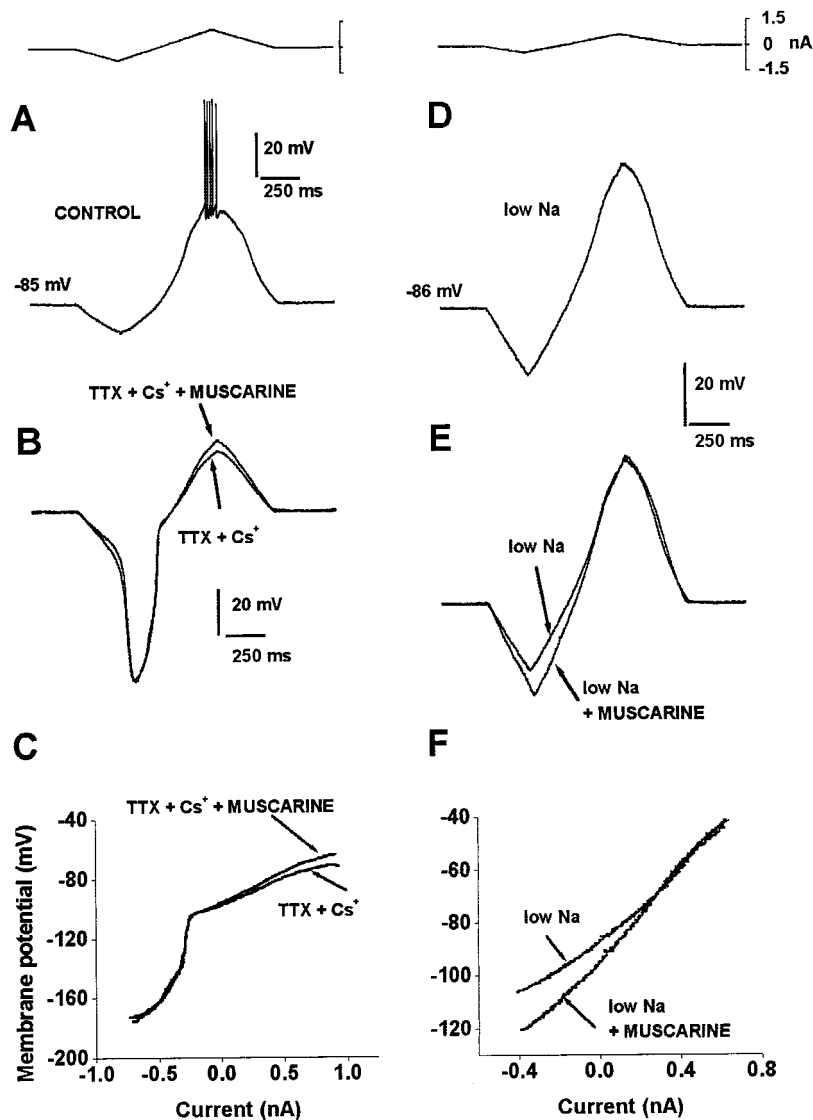 1.5
0 nA
-1.5
A
20 mV
250 ms
CONTROL
-85 mV
D
low Na
-86 mV
20 mV
250 ms
TTX + Cs⁺ + MUSCARINE
B
TTX + Cs⁺
20 mV
250 ms
E
low Na
low Na
+ MUSCARINE
C
TTX + Cs⁺ + MUSCARINE
TTX + Cs⁺
Membrane potential (mV)
-40
-80
-120
-160
-200
-1.0 -0.5 0.0 0.5 1.0
Current (nA)
F
-40
-60
-80
-100
-120
low Na
low Na
+ MUSCARINE
-0.4 0.0 0.4 0.8
Current (nA)